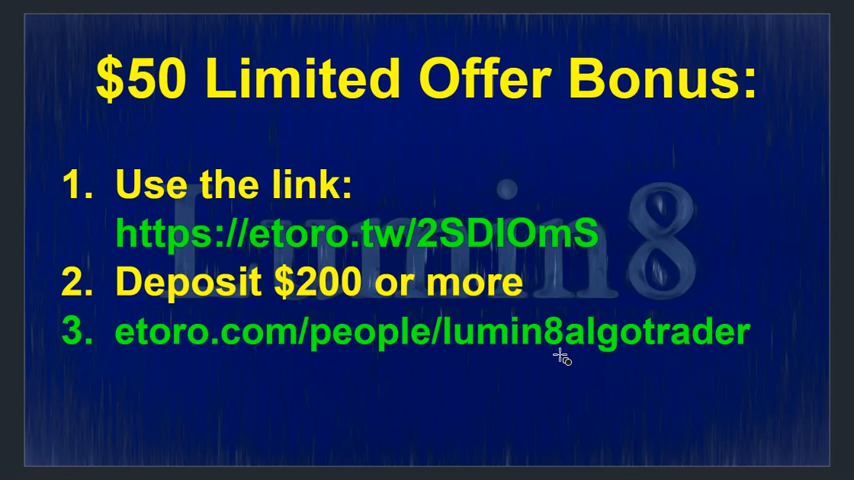 $50 Limited Offer Bonus:
1. Use the link:
https://etoro.tw/2SDIOmS
2. Deposit $200 or more
3. etoro.com/people/lumin8algotrader
Lumin8